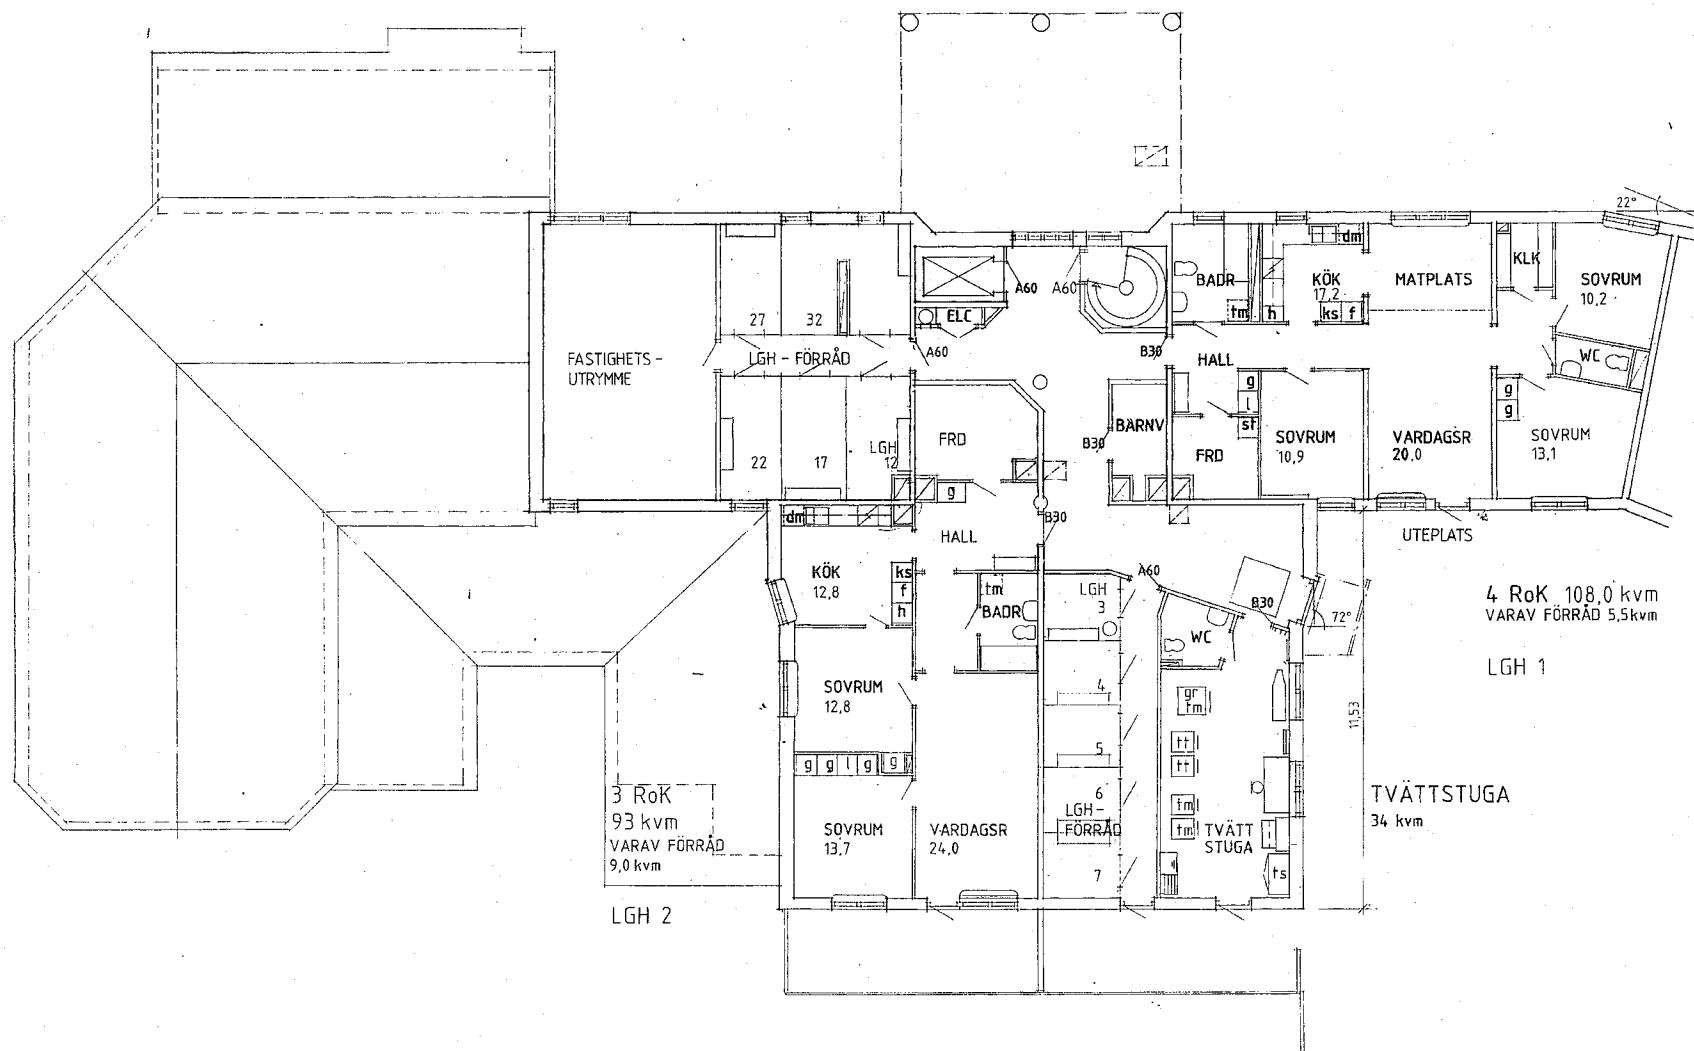 22°
A60
A60
BADR
tm
h
KÖK
17,2
dm
ks f
MATPLATS
KLK
SOVRUM
10,2
27
32
ELC
FASTIGHETS-
UTRYMME
LGH - FÖRRÅD
A60
B30
HALL
WC
g
l
st
g
g
BARNV
B30
FRD
FRD
SOVRUM
10,9
VARDAGSR
20,0
SOVRUM
13,1
22
17
LGH
12
g
dm
HALL
B30
UTEPLATS
KÖK
12,8
ks
f
h
tm
BADR
LGH
3
A60
B30
72°
WC
4 RoK 108,0 kvm
VARAV FÖRRÅD 5,5kvm
LGH 1
SOVRUM
12,8
4
gr
tm
11,53
g g l g g
5
tt
tt
3 RoK
93 kvm
VARAV FÖRRÅD
9,0 kvm
LGH 2
SOVRUM
13,7
VARDAGSR
24,0
6
LGH-
FÖRRÅD
7
tm
tm
TVÄTT
STUGA
ts
TVÄTTSTUGA
34 kvm